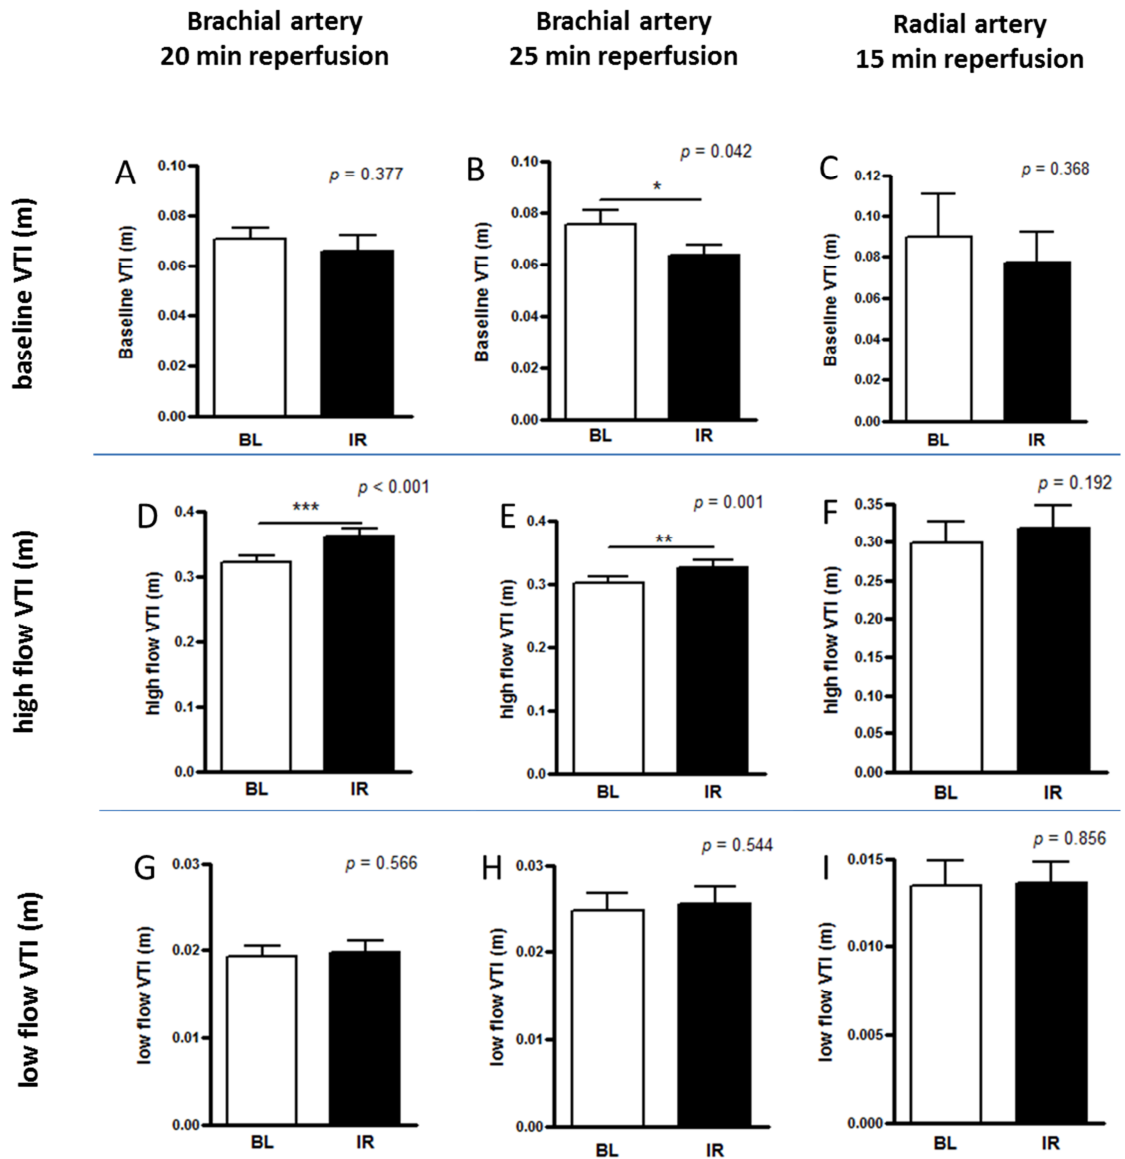 Brachial artery
20 min reperfusion
Brachial artery
25 min reperfusion
Radial artery
15 min reperfusion
baseline VTI (m)
A
p = 0.377
Baseline VTI (m)
0.10
0.08
0.06
0.04
0.02
0.00
BL
IR
B
p = 0.042
*
Baseline VTI (m)
0.10
0.08
0.06
0.04
0.02
0.00
BL
IR
C
p = 0.368
Baseline VTI (m)
0.12
0.10
0.08
0.06
0.04
0.02
0.00
BL
IR
high flow VTI (m)
D
p < 0.001
***
high flow VTI (m)
0.4
0.3
0.2
0.1
0.0
BL
IR
E
p = 0.001
**
high flow VTI (m)
0.4
0.3
0.2
0.1
0.0
BL
IR
F
p = 0.192
high flow VTI (m)
0.35
0.30
0.25
0.20
0.15
0.10
0.05
0.00
BL
IR
low flow VTI (m)
G
p = 0.566
low flow VTI (m)
0.03
0.02
0.01
0.00
BL
IR
H
p = 0.544
low flow VTI (m)
0.03
0.02
0.01
0.00
BL
IR
I
p = 0.856
low flow VTI (m)
0.015
0.010
0.005
0.000
BL
IR